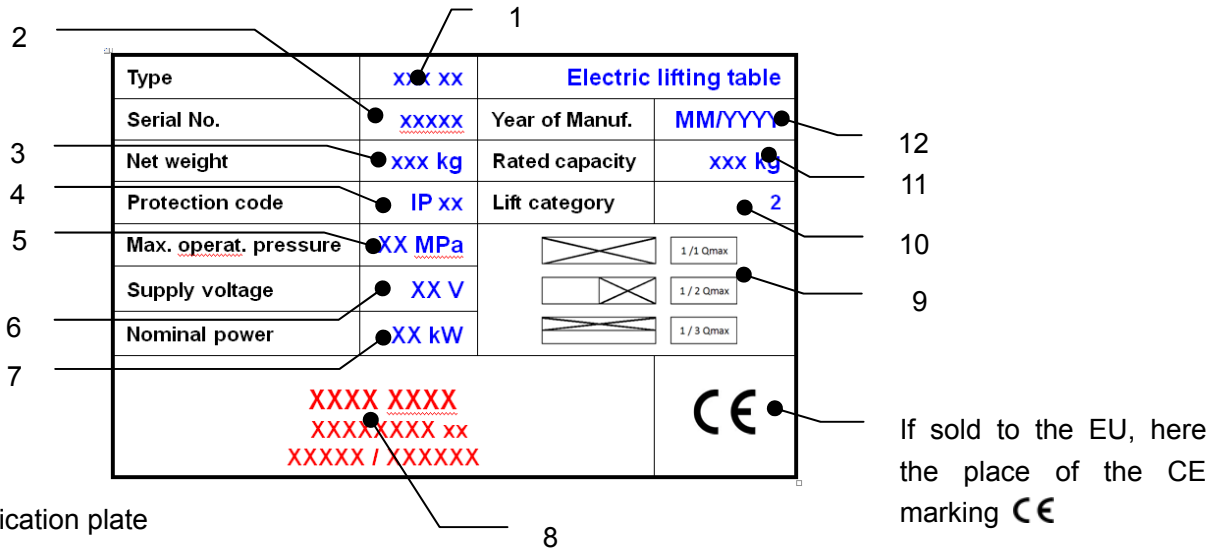 1
2
Type xxx xx Electric lifting table
Serial No. xxxxx Year of Manuf. MM/YYYY
12
3
Net weight xxx kg Rated capacity xxx kg
11
4
Protection code IP xx Lift category 2
10
5
Max. operat. pressure XX MPa
1 /1 Qmax
Supply voltage XX V
1 / 2 Qmax
9
6
Nominal power XX kW
1 / 3 Qmax
7
XXXX XXXX
XXXXXXXX xx
XXXXX / XXXXXX
CE
If sold to the EU, here
the place of the CE
marking CE
ication plate
8